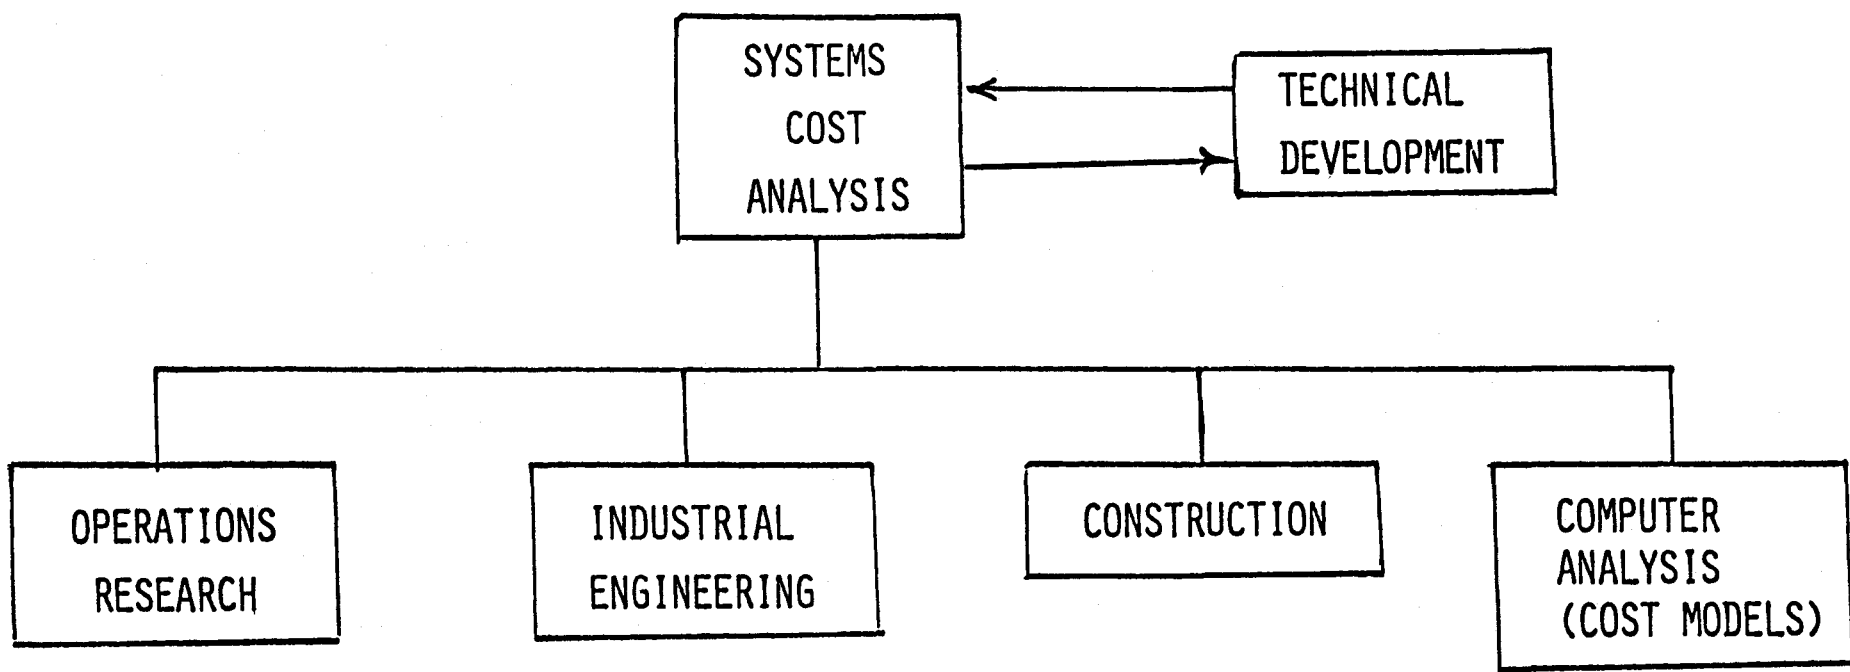 SYSTEMS
COST
ANALYSIS
TECHNICAL
DEVELOPMENT
OPERATIONS
RESEARCH
INDUSTRIAL
ENGINEERING
CONSTRUCTION
COMPUTER
ANALYSIS
(COST MODELS)